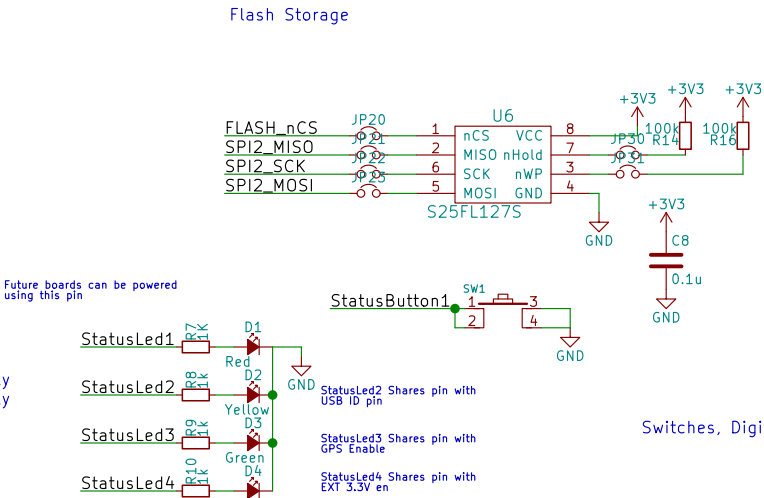 Flash Storage
+3V3
+3V3
+3V3
JP20
U6
FLASH_nCS
1
nCS
VCC
8
100k
R14
100k
R16
JP21
JP30
SPI2_MISO
2
MISO
nHold
7
JP22
JP31
SPI2_SCK
6
SCK
nWP
3
JP23
SPI2_MOSI
5
MOSI
GND
4
S25FL127S
GND
+3V3
C8
0.1u
GND
Future boards can be powered
using this pin
SW1
StatusButton1
1
3
2
4
GND
StatusLed1
R7
1K
D1
Red
GND
StatusLed2
R8
1k
D2
Yellow
StatusLed2 Shares pin with
USB ID pin
StatusLed3
R9
1k
D3
Green
StatusLed3 Shares pin with
GPS Enable
StatusLed4
R10
1k
D4
StatusLed4 Shares pin with
EXT 3.3V en
Switches, Digi